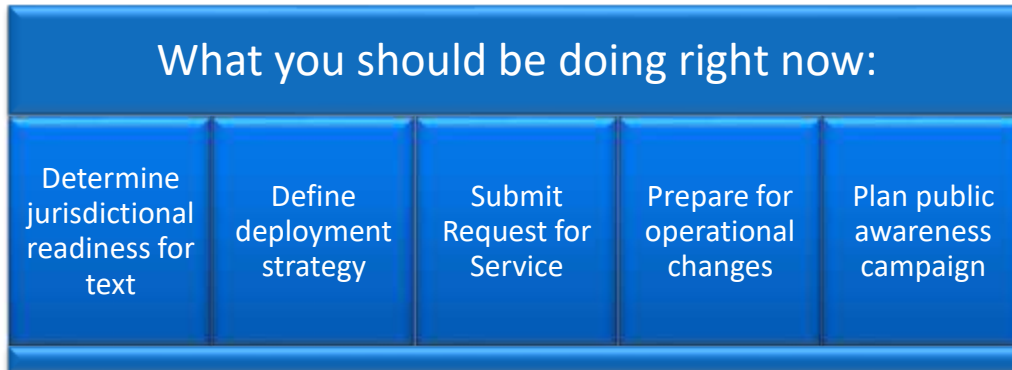 What you should be doing right now:
Determine
jurisdictional
readiness for
text
Define
deployment
strategy
Submit
Request for
Service
Prepare for
operational
changes
Plan public
awareness
campaign